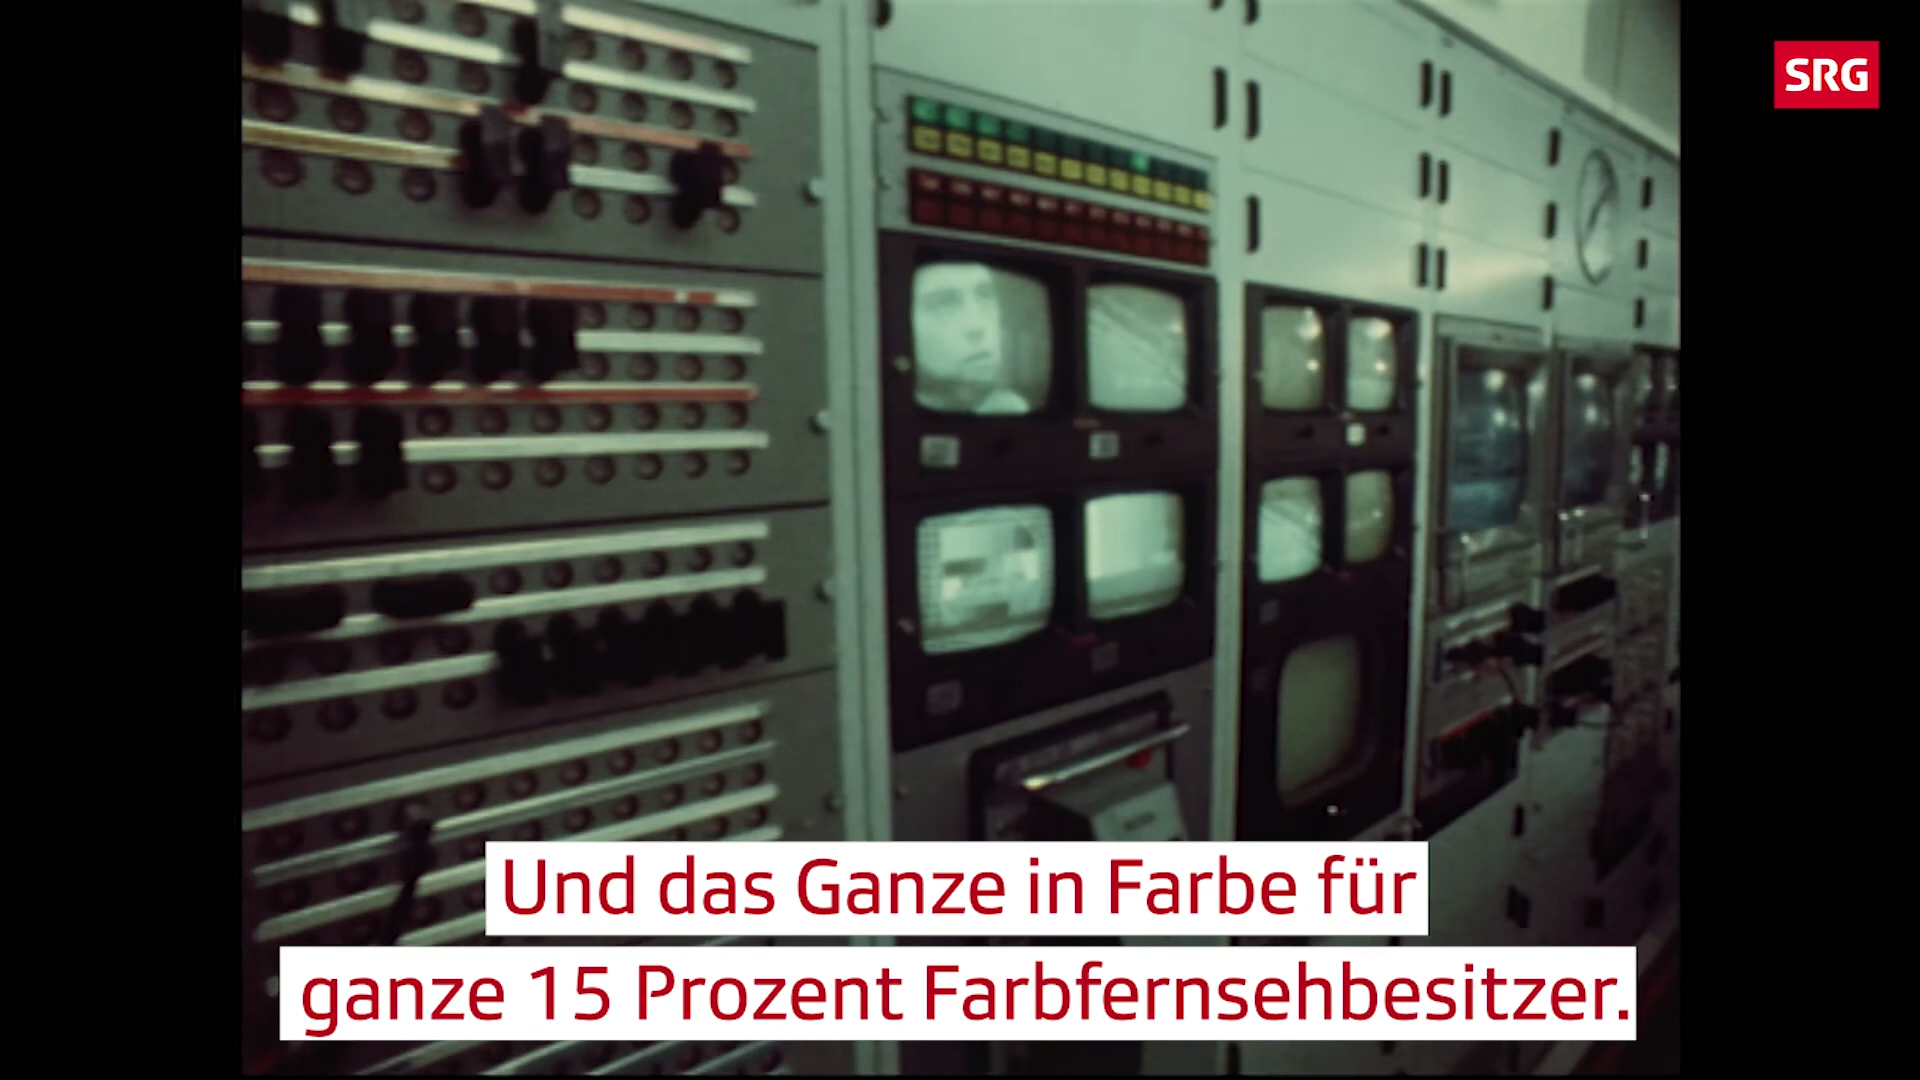 SRG
Und das Ganze in Farbe für
ganze 15 Prozent Farbfernsehbesitzer.